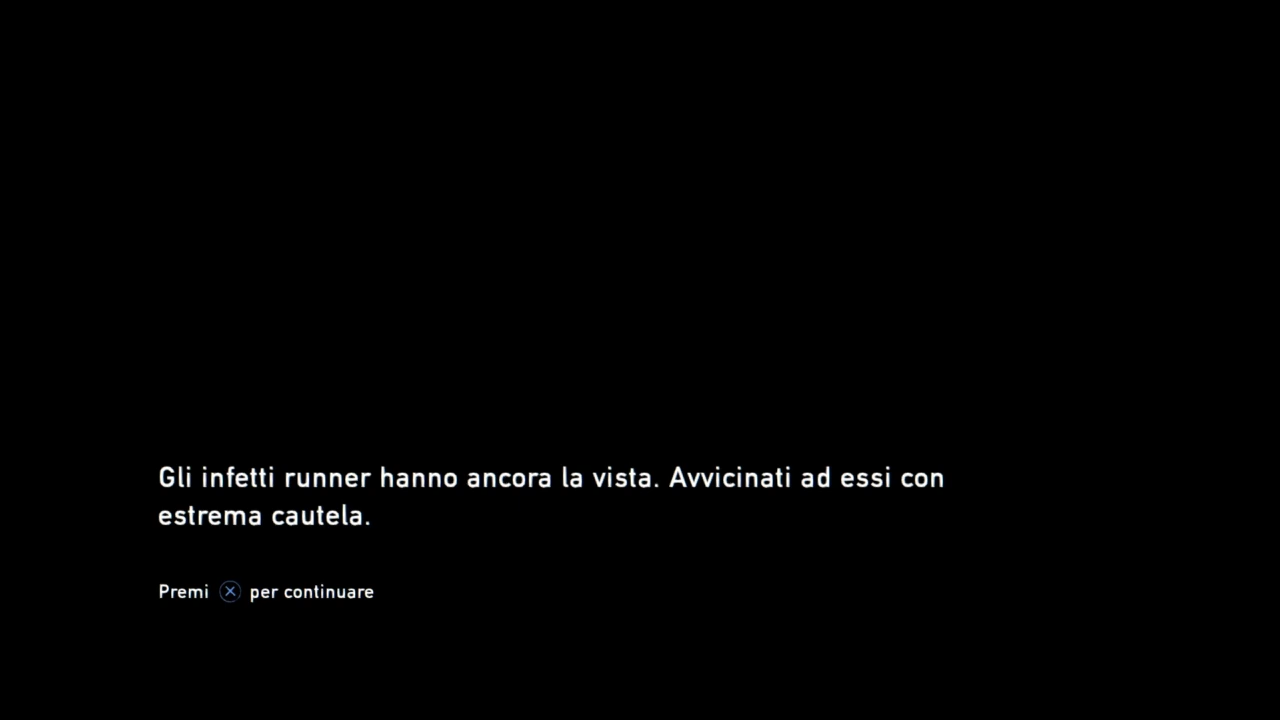 Gli infetti runner hanno ancora la vista. Avvicinati ad essi con
estrema cautela.
Premi ⊗ per continuare